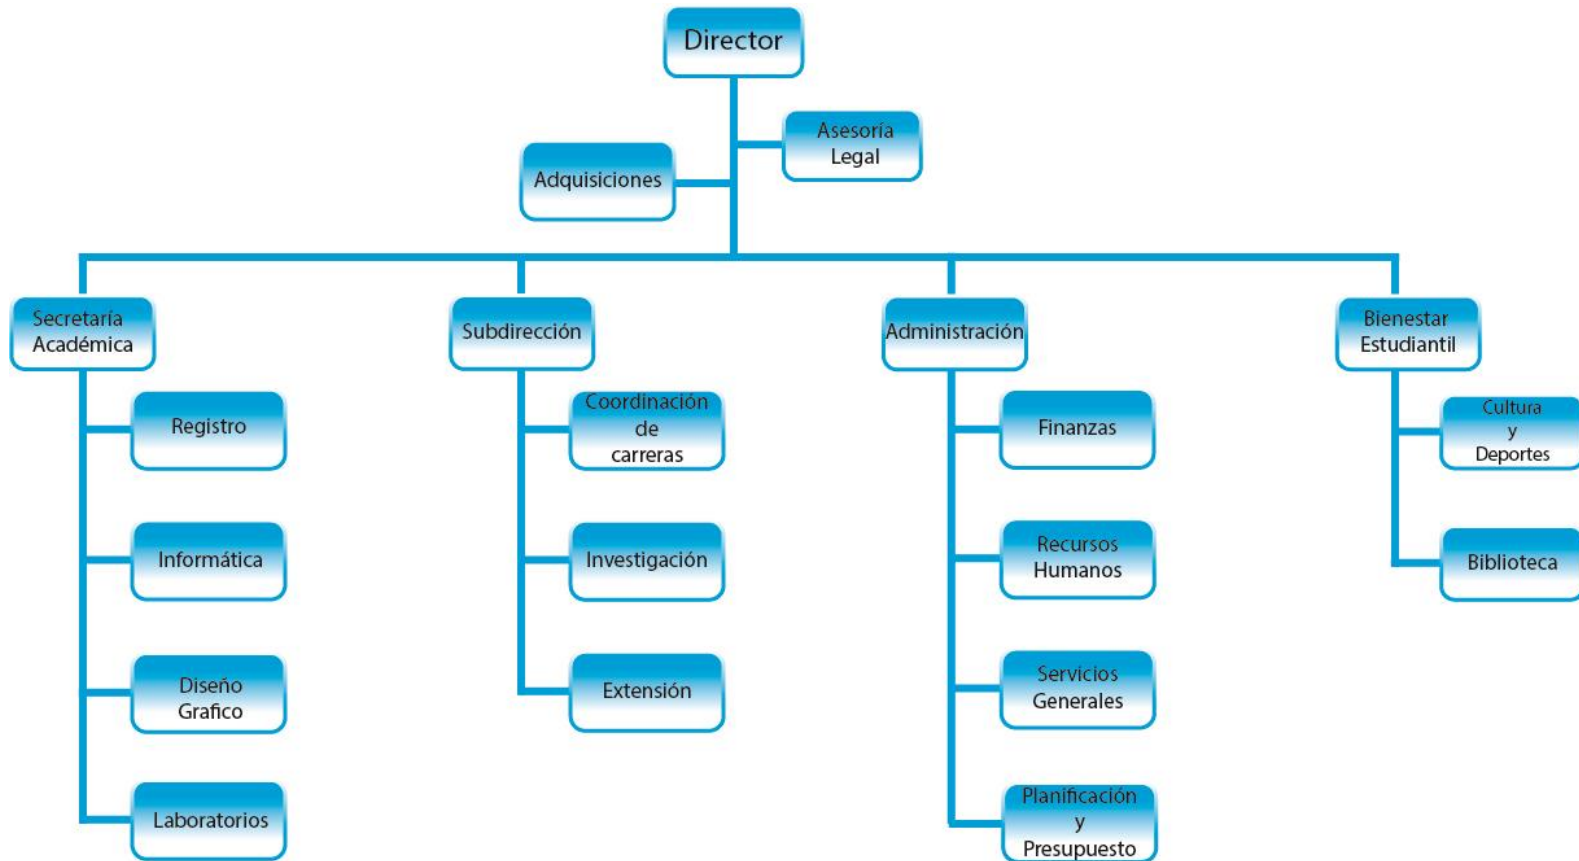 Director
Asesoría
Legal
Adquisiciones
Secretaría
Académica
Subdirección
Administración
Bienestar
Estudiantil
Registro
Informática
Diseño
Grafico
Laboratorios
Coordinación
de
carreras
Investigación
Extensión
Finanzas
Recursos
Humanos
Servicios
Generales
Planificación
y
Presupuesto
Cultura
y
Deportes
Biblioteca